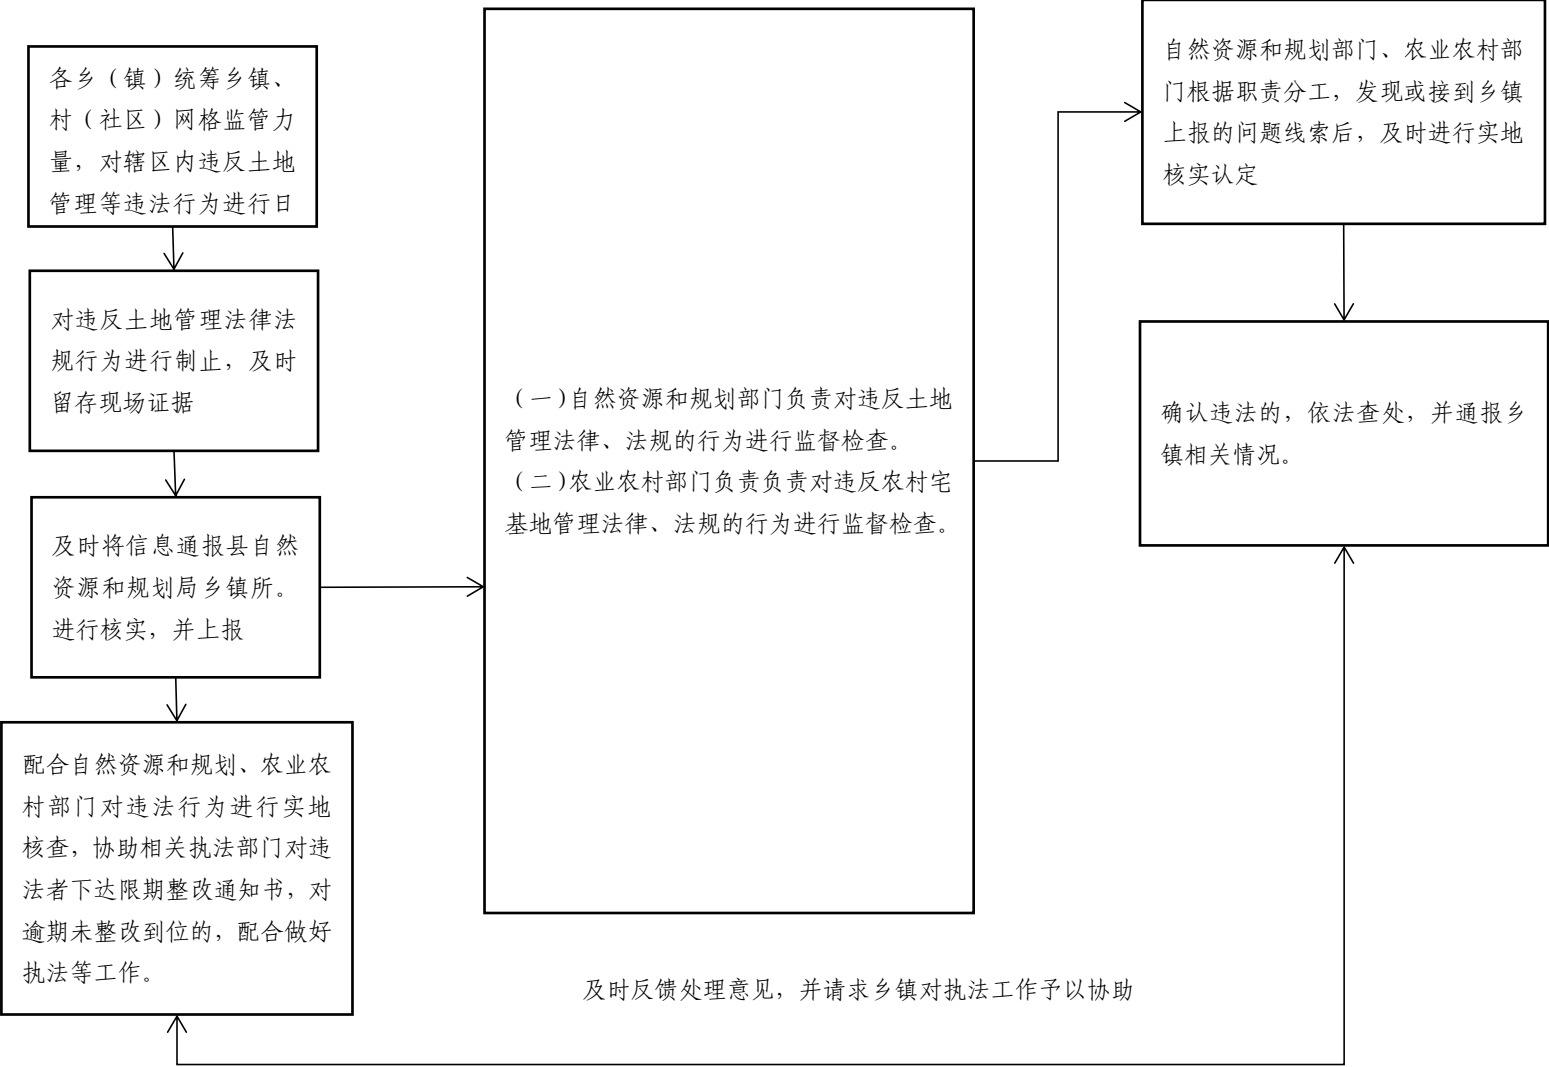 各乡（镇）统筹乡镇、
村（社区）网格监管力
量，对辖区内违反土地
管理等违法行为进行日
对违反土地管理法律法
规行为进行制止，及时
留存现场证据
及时将信息通报县自然
资源和规划局乡镇所。
进行核实，并上报
配合自然资源和规划、农业农
村部门对违法行为进行实地
核查，协助相关执法部门对违
法者下达限期整改通知书，对
逾期未整改到位的，配合做好
执法等工作。
（一)自然资源和规划部门负责对违反土地
管理法律、法规的行为进行监督检查。
（二)农业农村部门负责负责对违反农村宅
基地管理法律、法规的行为进行监督检查。
自然资源和规划部门、农业农村部
门根据职责分工，发现或接到乡镇
上报的问题线索后，及时进行实地
核实认定
确认违法的，依法查处，并通报乡
镇相关情况。
及时反馈处理意见，并请求乡镇对执法工作予以协助